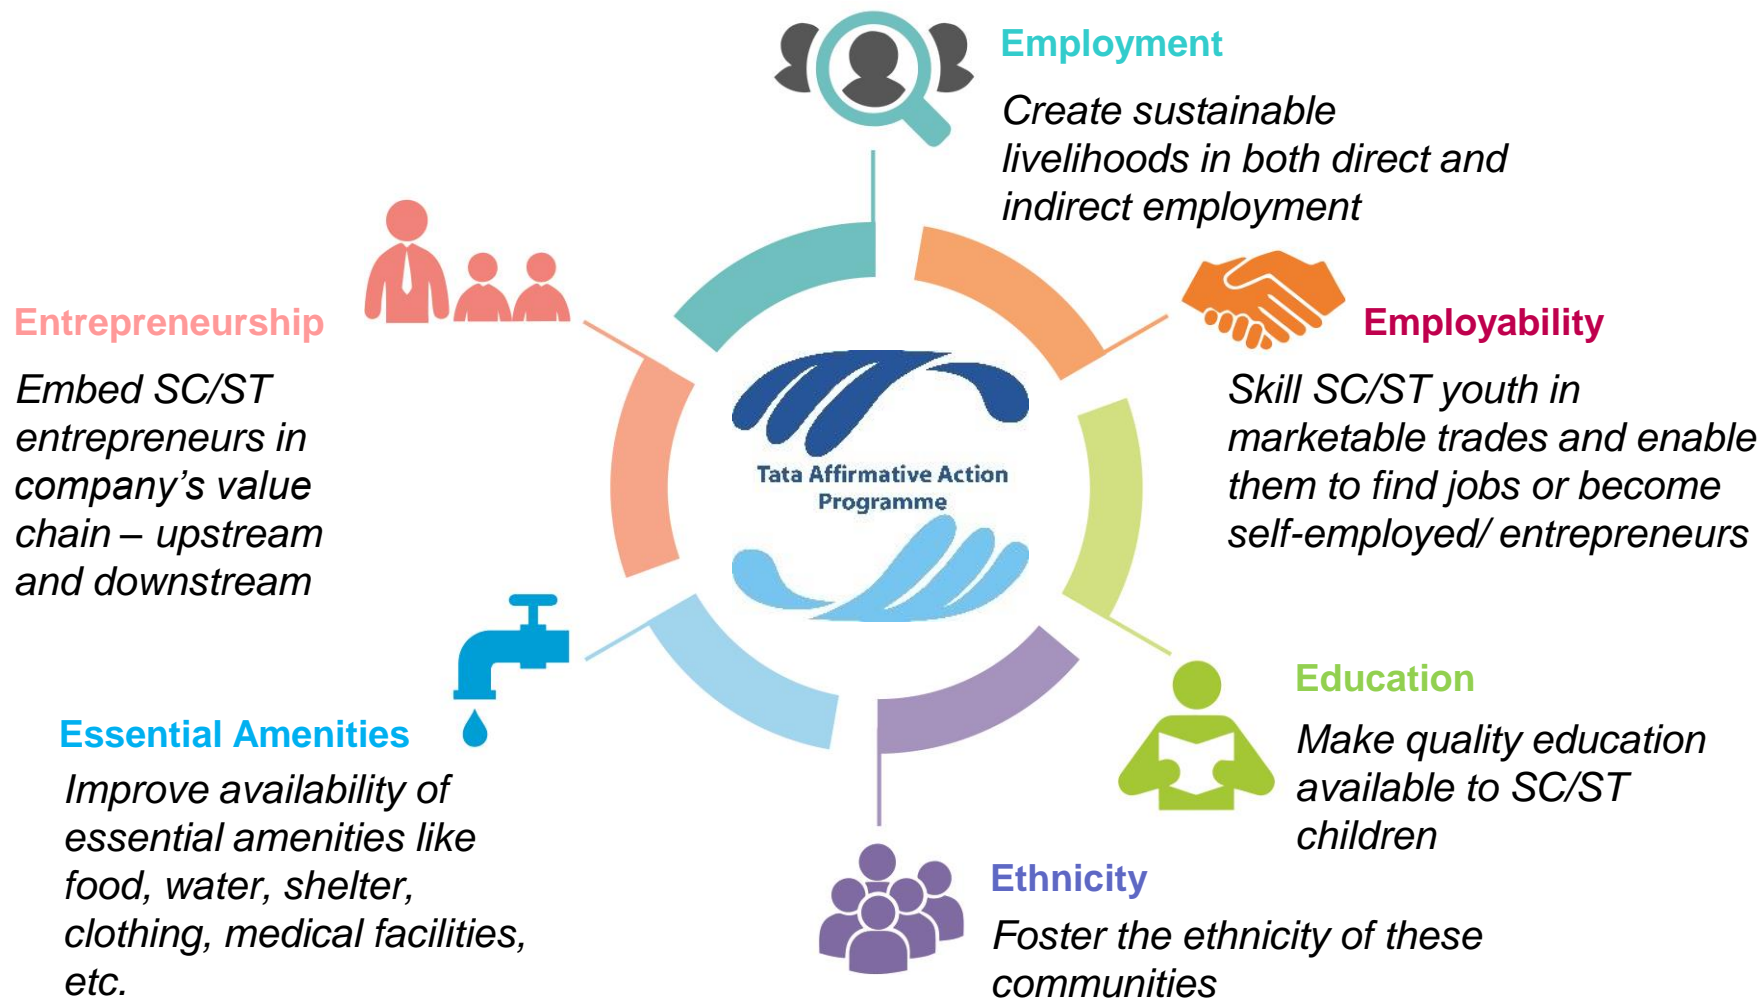 Employment
Create sustainable
livelihoods in both direct and
indirect employment
Employability
Skill SC/ST youth in
marketable trades and enable
them to find jobs or become
self-employed/ entrepreneurs
Education
Make quality education
available to SC/ST
children
Ethnicity
Foster the ethnicity of these
communities
Essential Amenities
Improve availability of
essential amenities like
food, water, shelter,
clothing, medical facilities,
etc.
Entrepreneurship
Embed SC/ST
entrepreneurs in
company’s value
chain – upstream
and downstream
Tata Affirmative Action
Programme